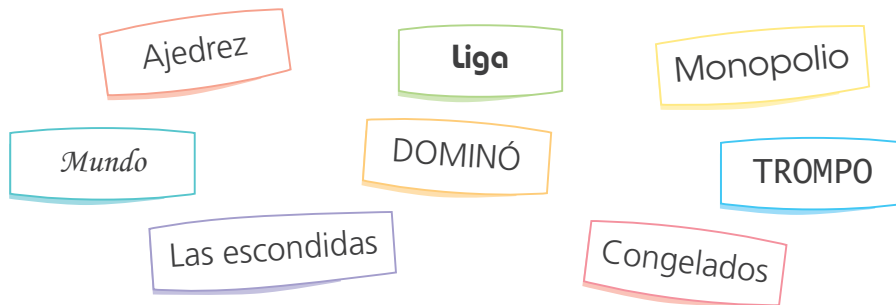 Ajedrez
Liga
Monopolio
Mundo
DOMINÓ
TROMPO
Las escondidas
Congelados